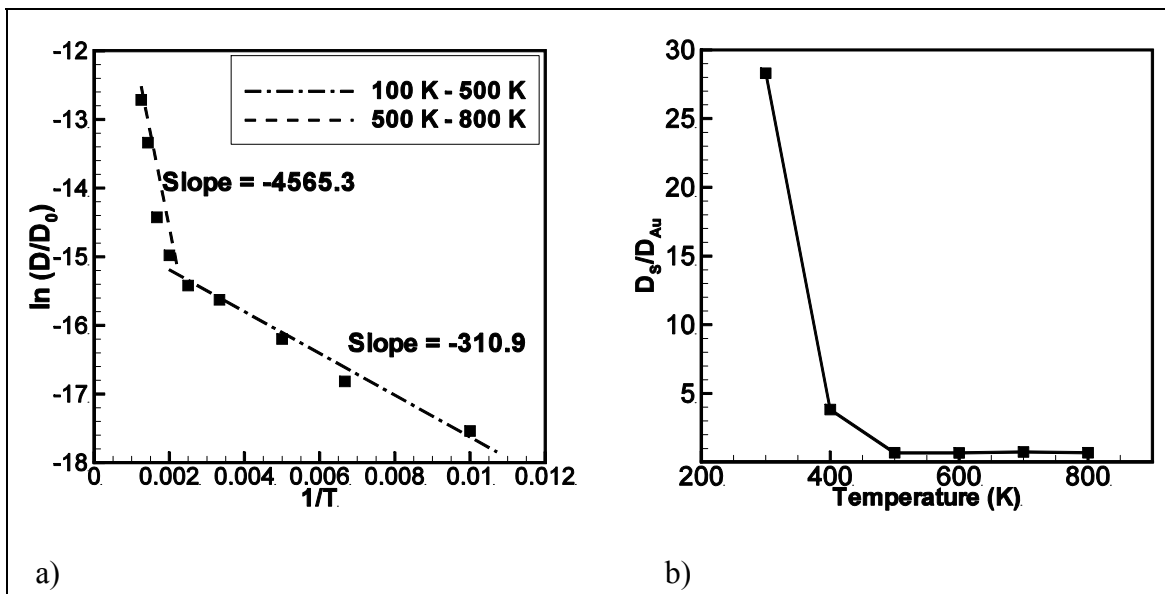 -12
-13
-14
-15
-16
-17
-18
ln (D/D₀)
100 K - 500 K
500 K - 800 K
Slope = -4565.3
Slope = -310.9
0 0.002 0.004 0.006 0.008 0.01 0.012
1/T
a)
30
25
20
15
10
5
D_S/D_Au
200 400 600 800
Temperature (K)
b)